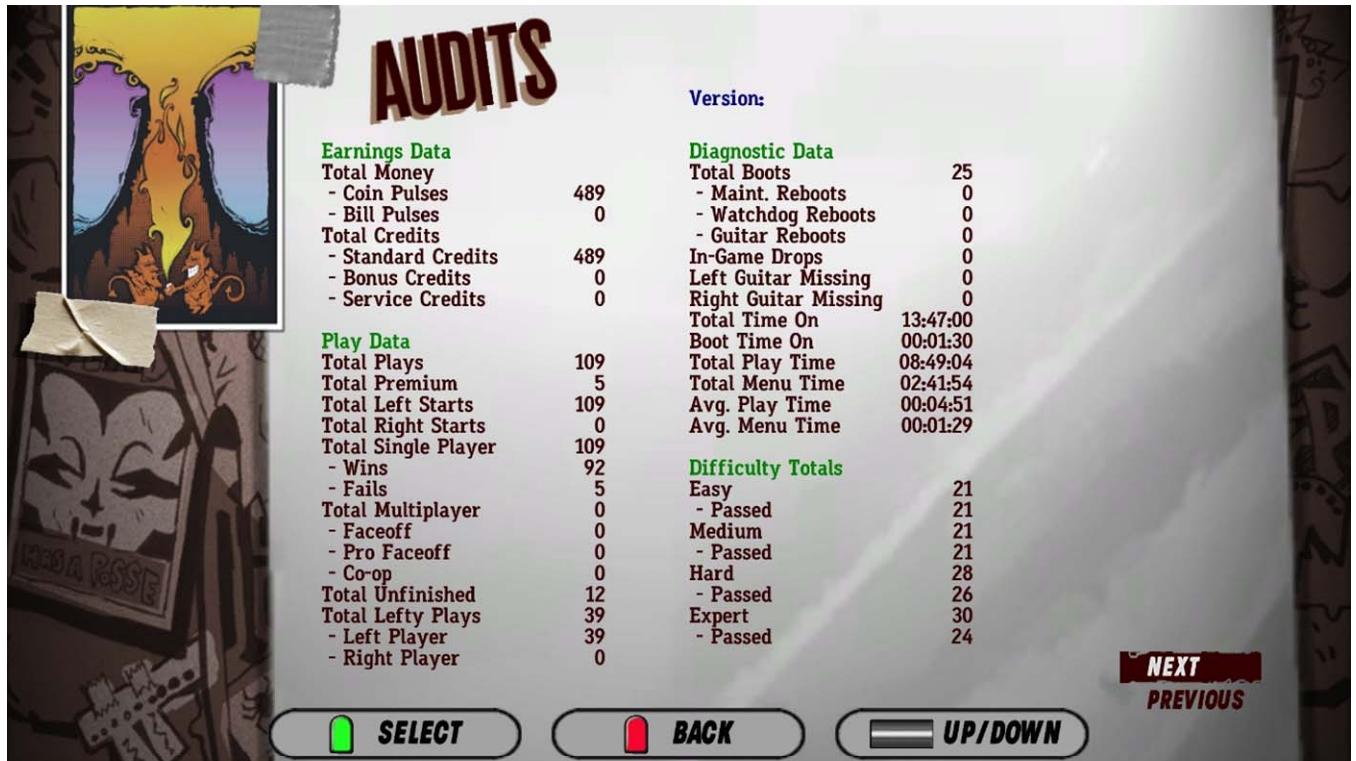 AUDITS
Version:
Earnings Data
Total Money
- Coin Pulses 489
- Bill Pulses 0
Total Credits
- Standard Credits 489
- Bonus Credits 0
- Service Credits 0
Play Data
Total Plays 109
Total Premium 5
Total Left Starts 109
Total Right Starts 0
Total Single Player 109
- Wins 92
- Fails 5
Total Multiplayer 0
- Faceoff 0
- Pro Faceoff 0
- Co-op 0
Total Unfinished 12
Total Lefty Plays 39
- Left Player 39
- Right Player 0
Diagnostic Data
Total Boots 25
- Maint. Reboots 0
- Watchdog Reboots 0
- Guitar Reboots 0
In-Game Drops 0
Left Guitar Missing 0
Right Guitar Missing 0
Total Time On 13:47:00
Boot Time On 00:01:30
Total Play Time 08:49:04
Total Menu Time 02:41:54
Avg. Play Time 00:04:51
Avg. Menu Time 00:01:29
Difficulty Totals
Easy 21
- Passed 21
Medium 21
- Passed 21
Hard 28
- Passed 26
Expert 30
- Passed 24
HAS A POSSE
NEXT
PREVIOUS
SELECT BACK UP/DOWN